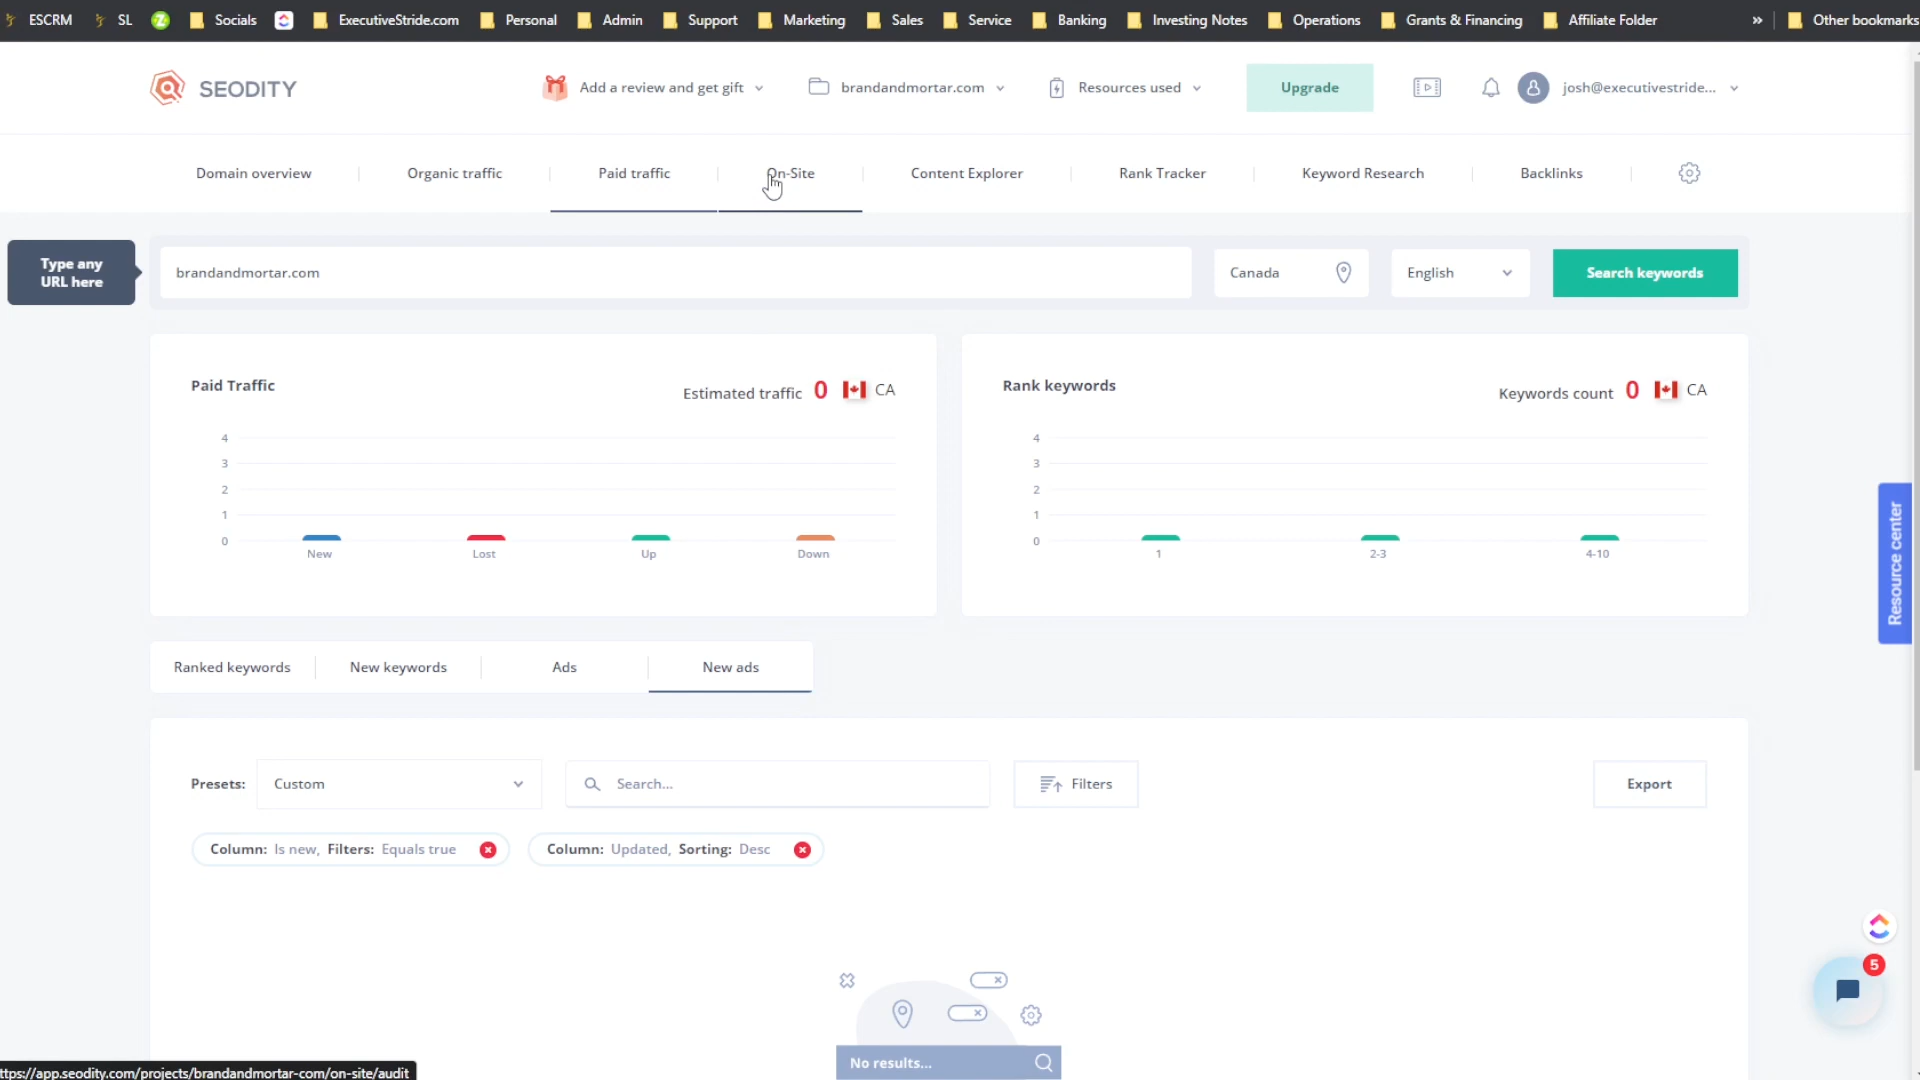 ESCRM SL Socials ExecutiveStride.com Personal Admin Support Marketing Sales Service Banking Investing Notes Operations Grants & Financing Affiliate Folder » Other bookmarks
SEODITY Add a review and get gift brandandmortar.com Resources used Upgrade josh@executivestride...
Domain overview Organic traffic Paid traffic On-Site Content Explorer Rank Tracker Keyword Research Backlinks
Type any
URL here
brandandmortar.com Canada English Search keywords
Paid Traffic Estimated traffic 0 CA
4
3
2
1
0
New Lost Up Down
Rank keywords Keywords count 0 CA
4
3
2
1
0
1 2-3 4-10
Resource center
Ranked keywords New keywords Ads New ads
Presets: Custom Search... Filters Export
Column: Is new, Filters: Equals true Column: Updated, Sorting: Desc
5
No results...
ttps://app.seodity.com/projects/brandandmortar-com/on-site/audit